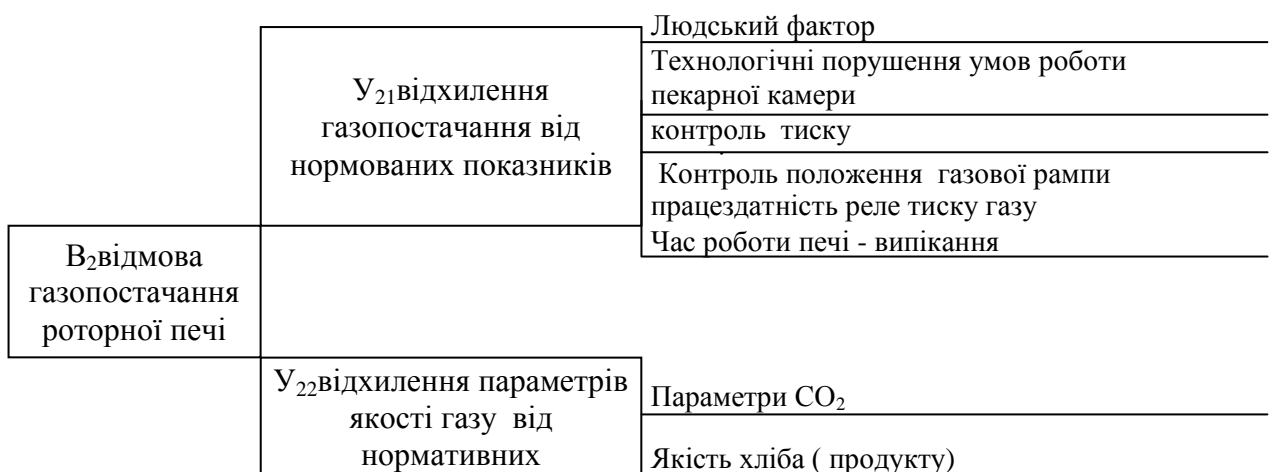 В₂відмова
газопостачання
роторної печі
У₂₁відхилення
газопостачання від
нормованих показників
Людський фактор
Технологічні порушення умов роботи
пекарної камери
контроль тиску
Контроль положення газової рампи
працездатність реле тиску газу
Час роботи печі - випікання
У₂₂відхилення параметрів
якості газу від
нормативних
Параметри СО₂
Якість хліба ( продукту)